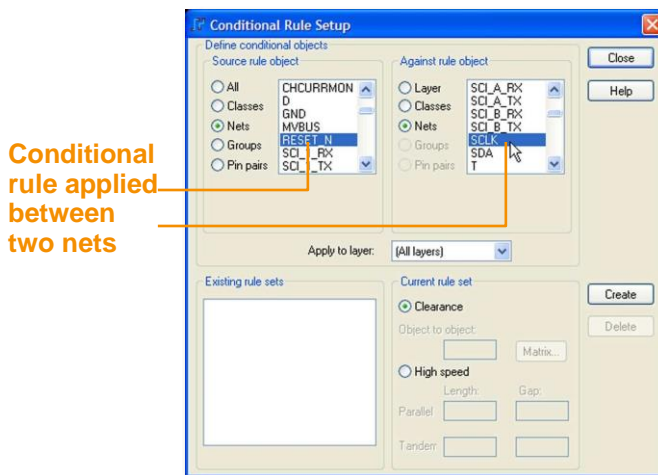 Conditional Rule Setup
Define conditional objects
Source rule object
All
Classes
Nets
Groups
Pin pairs
CHCURRMON
D
GND
MVBUS
RESET_N
Against rule object
Layer
Classes
Nets
Groups
Pin pairs
SCI_A_RX
SCI_A_TX
SCI_B_RX
SCI_B_TX
SCLK
SDA
T
Close
Help
Conditional
rule applied
between
two nets
Apply to layer:
(All layers)
Existing rule sets
Current rule set
Clearance
Object to object:
Matrix...
High speed
Length:
Gap:
Parallel
Tandem
Create
Delete